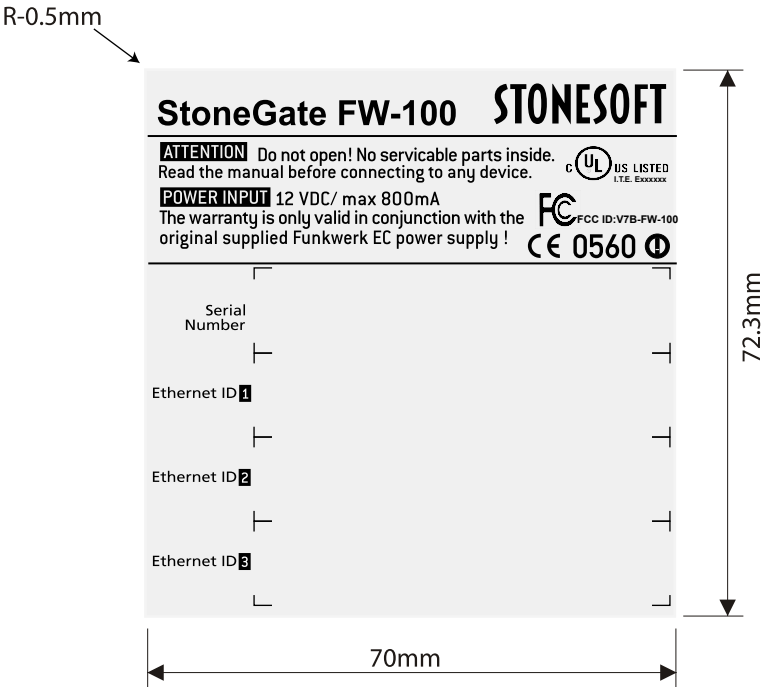 R-0.5mm
StoneGate FW-100 STONESOFT
ATTENTION Do not open! No servicable parts inside.
Read the manual before connecting to any device.
C UL US LISTED
I.T.E. Exxxxxx
POWER INPUT 12 VDC/ max 800mA
The warranty is only valid in conjunction with the
original supplied Funkwerk EC power supply !
FC FCC ID:V7B-FW-100
CE 0560 !
Serial
Number
Ethernet ID 1
Ethernet ID 2
Ethernet ID 3
72.3mm
70mm